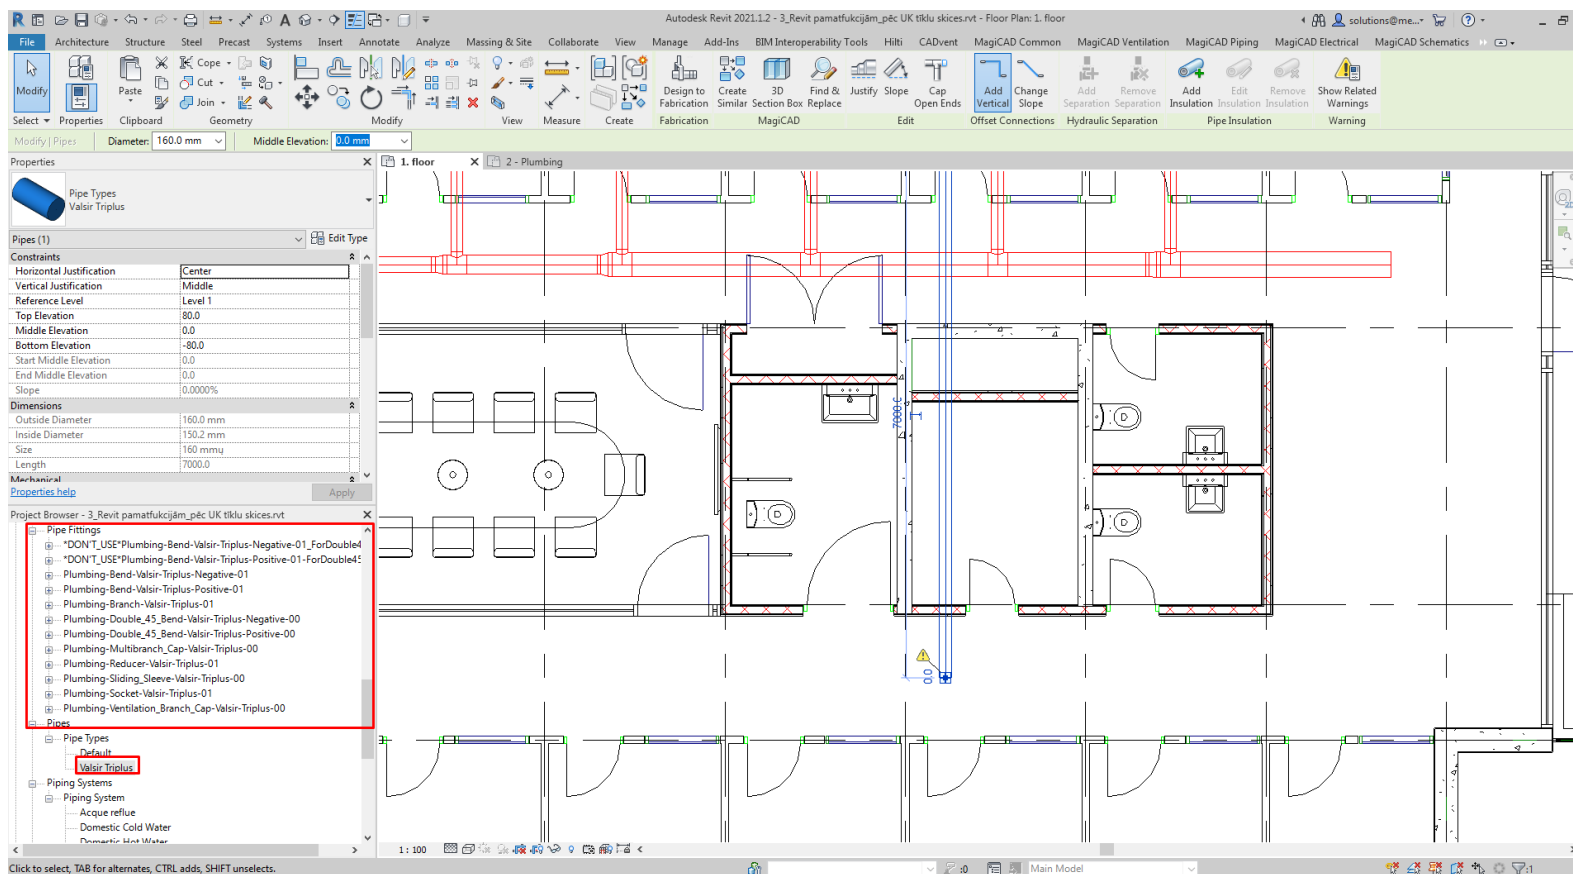 Autodesk Revit 2021.1.2 - 3_Revit pamatfukcijām_pēc UK tīklu skices.rvt - Floor Plan: 1. floor
solutions@me...
File Architecture Structure Steel Precast Systems Insert Annotate Analyze Massing & Site Collaborate View Manage Add-Ins BIM Interoperability Tools Hilti CADvent MagiCAD Common MagiCAD Ventilation MagiCAD Piping MagiCAD Electrical MagiCAD Schematics
Modify
Paste
Cope
Cut
Join
Design to Fabrication
Create Similar
3D Section Box
Find & Replace
Justify
Slope
Cap Open Ends
Add Vertical
Change Slope
Add Separation
Remove Separation
Add Insulation
Edit Insulation
Remove Insulation
Show Related Warnings
Select Properties Clipboard Geometry Modify View Measure Create Fabrication MagiCAD Edit Offset Connections Hydraulic Separation Pipe Insulation Warning
Modify | Pipes Diameter: 160.0 mm Middle Elevation: 0.0 mm
Properties
1. floor
2 - Plumbing
Pipe Types
Valsir Triplus
Pipes (1) Edit Type
Constraints
Horizontal Justification Center
Vertical Justification Middle
Reference Level Level 1
Top Elevation 80.0
Middle Elevation 0.0
Bottom Elevation -80.0
Start Middle Elevation 0.0
End Middle Elevation 0.0
Slope 0.0000%
Dimensions
Outside Diameter 160.0 mm
Inside Diameter 150.2 mm
Size 160 mmų
Length 7000.0
Mechanical
Properties help Apply
Project Browser - 3_Revit pamatfukcijām_pēc UK tīklu skices.rvt
Pipe Fittings
*DON'T_USE*Plumbing-Bend-Valsir-Triplus-Negative-01_ForDouble4
*DON'T_USE*Plumbing-Bend-Valsir-Triplus-Positive-01-ForDouble45
Plumbing-Bend-Valsir-Triplus-Negative-01
Plumbing-Bend-Valsir-Triplus-Positive-01
Plumbing-Branch-Valsir-Triplus-01
Plumbing-Double_45_Bend-Valsir-Triplus-Negative-00
Plumbing-Double_45_Bend-Valsir-Triplus-Positive-00
Plumbing-Multibranch_Cap-Valsir-Triplus-00
Plumbing-Reducer-Valsir-Triplus-01
Plumbing-Sliding_Sleeve-Valsir-Triplus-00
Plumbing-Socket-Valsir-Triplus-01
Plumbing-Ventilation_Branch_Cap-Valsir-Triplus-00
Pipes
Pipe Types
Default
Valsir Triplus
Piping Systems
Piping System
Acque reflue
Domestic Cold Water
Domestic Hot Water
7000.0
0.0
1 : 100
Click to select, TAB for alternates, CTRL adds, SHIFT unselects.
:0
Main Model
:1